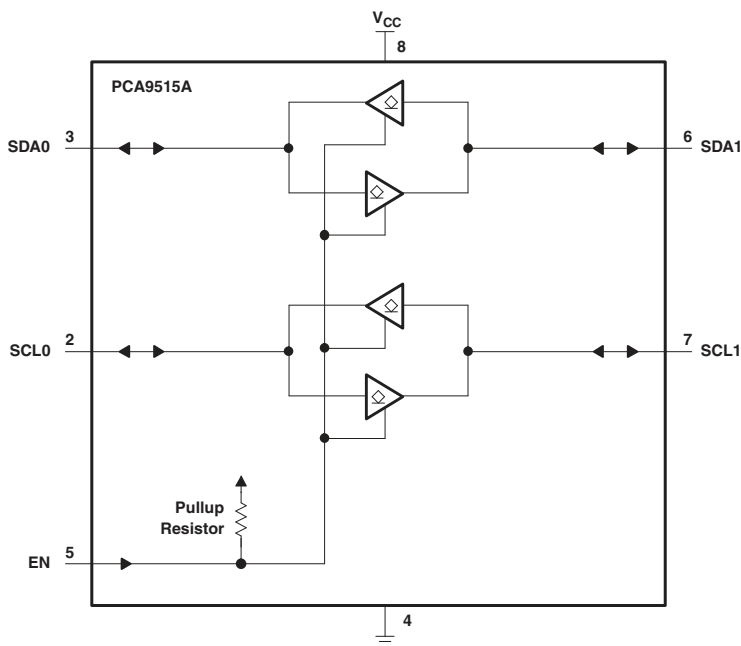 VCC
8
PCA9515A
SDA0 3
6 SDA1
SCL0 2
7 SCL1
Pullup
Resistor
EN 5
4